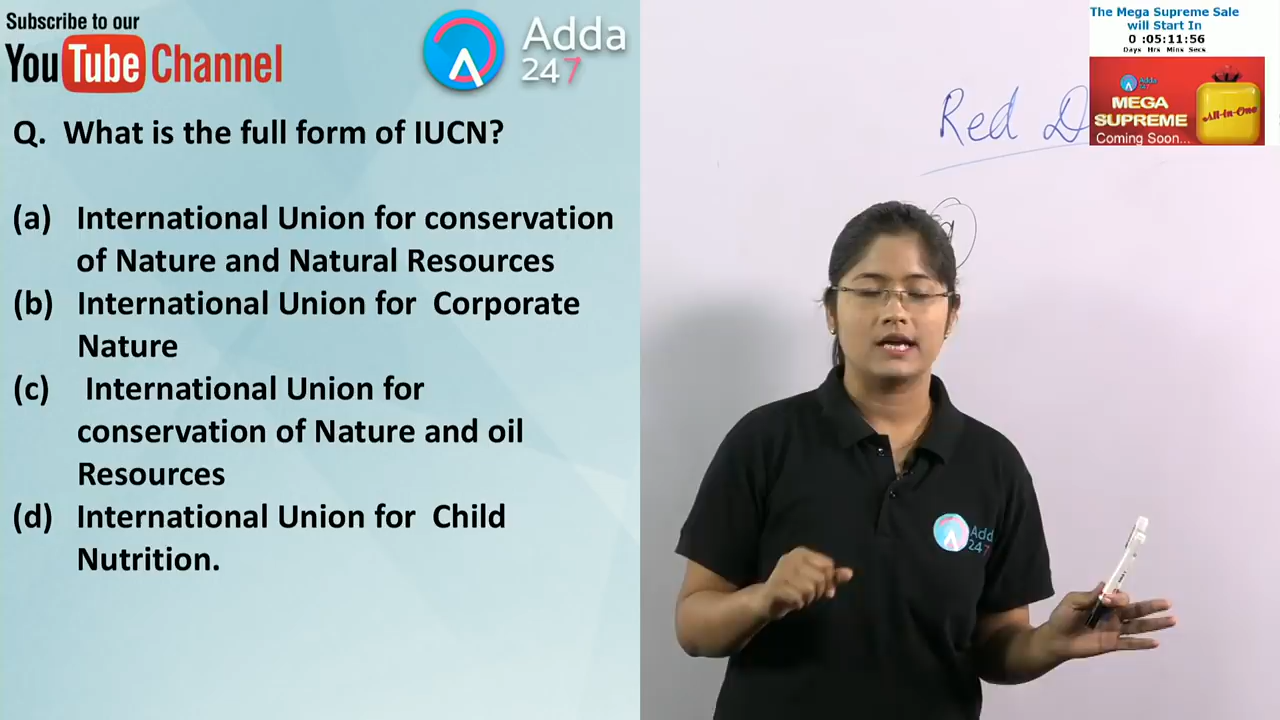 Subscribe to our
YouTube Channel
Adda
247
Q. What is the full form of IUCN?
(a) International Union for conservation
of Nature and Natural Resources
(b) International Union for Corporate
Nature
(c) International Union for
conservation of Nature and oil
Resources
(d) International Union for Child
Nutrition.
The Mega Supreme Sale
will Start In
0 :05:11:56
Days Hrs Mins Secs
Adda
247
MEGA
SUPREME
Coming Soon...
All-in-One
Red D
Add
247